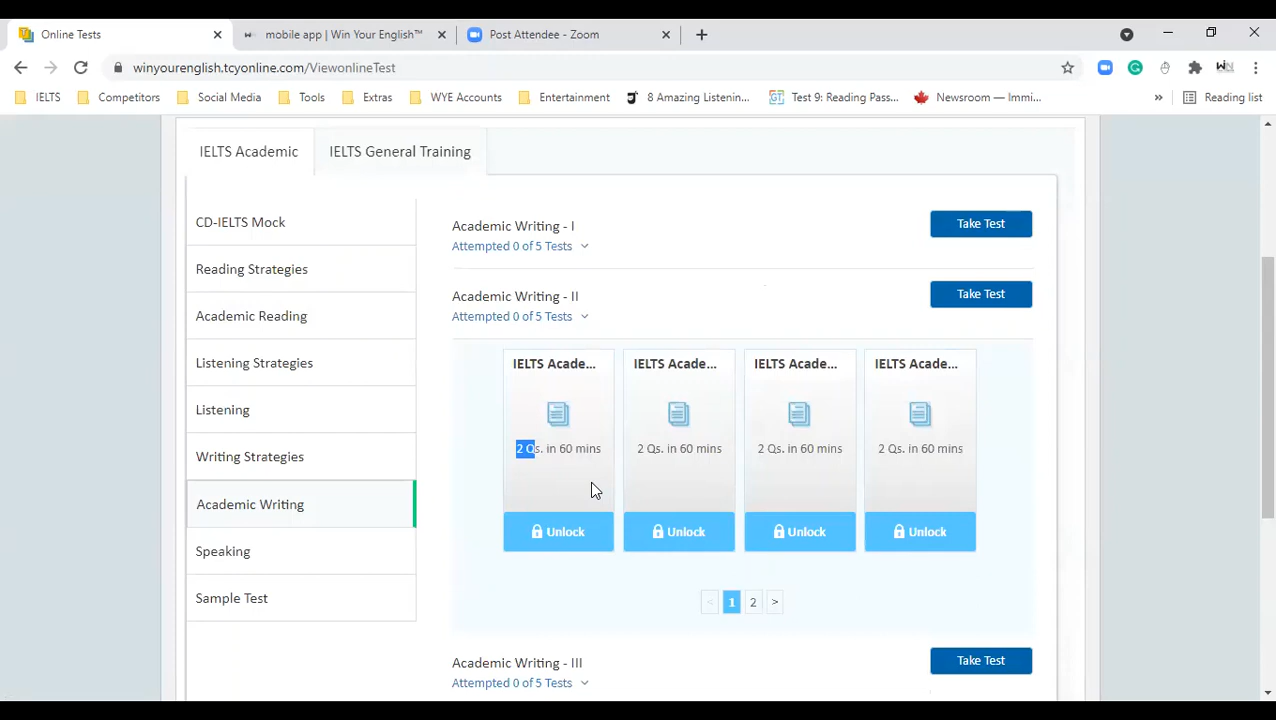 Online Tests
mobile app | Win Your English™
Post Attendee - Zoom
winyourenglish.tcyonline.com/ViewonlineTest
IELTS
Competitors
Social Media
Tools
Extras
WYE Accounts
Entertainment
8 Amazing Listenin...
Test 9: Reading Pass...
Newsroom — Immi...
»
Reading list
IELTS Academic
IELTS General Training
CD-IELTS Mock
Reading Strategies
Academic Reading
Listening Strategies
Listening
Writing Strategies
Academic Writing
Speaking
Sample Test
Academic Writing - I
Attempted 0 of 5 Tests
Take Test
Academic Writing - II
Attempted 0 of 5 Tests
Take Test
IELTS Acade...
IELTS Acade...
IELTS Acade...
IELTS Acade...
2 Qs. in 60 mins
2 Qs. in 60 mins
2 Qs. in 60 mins
2 Qs. in 60 mins
Unlock
Unlock
Unlock
Unlock
< 1 2 >
Academic Writing - III
Attempted 0 of 5 Tests
Take Test